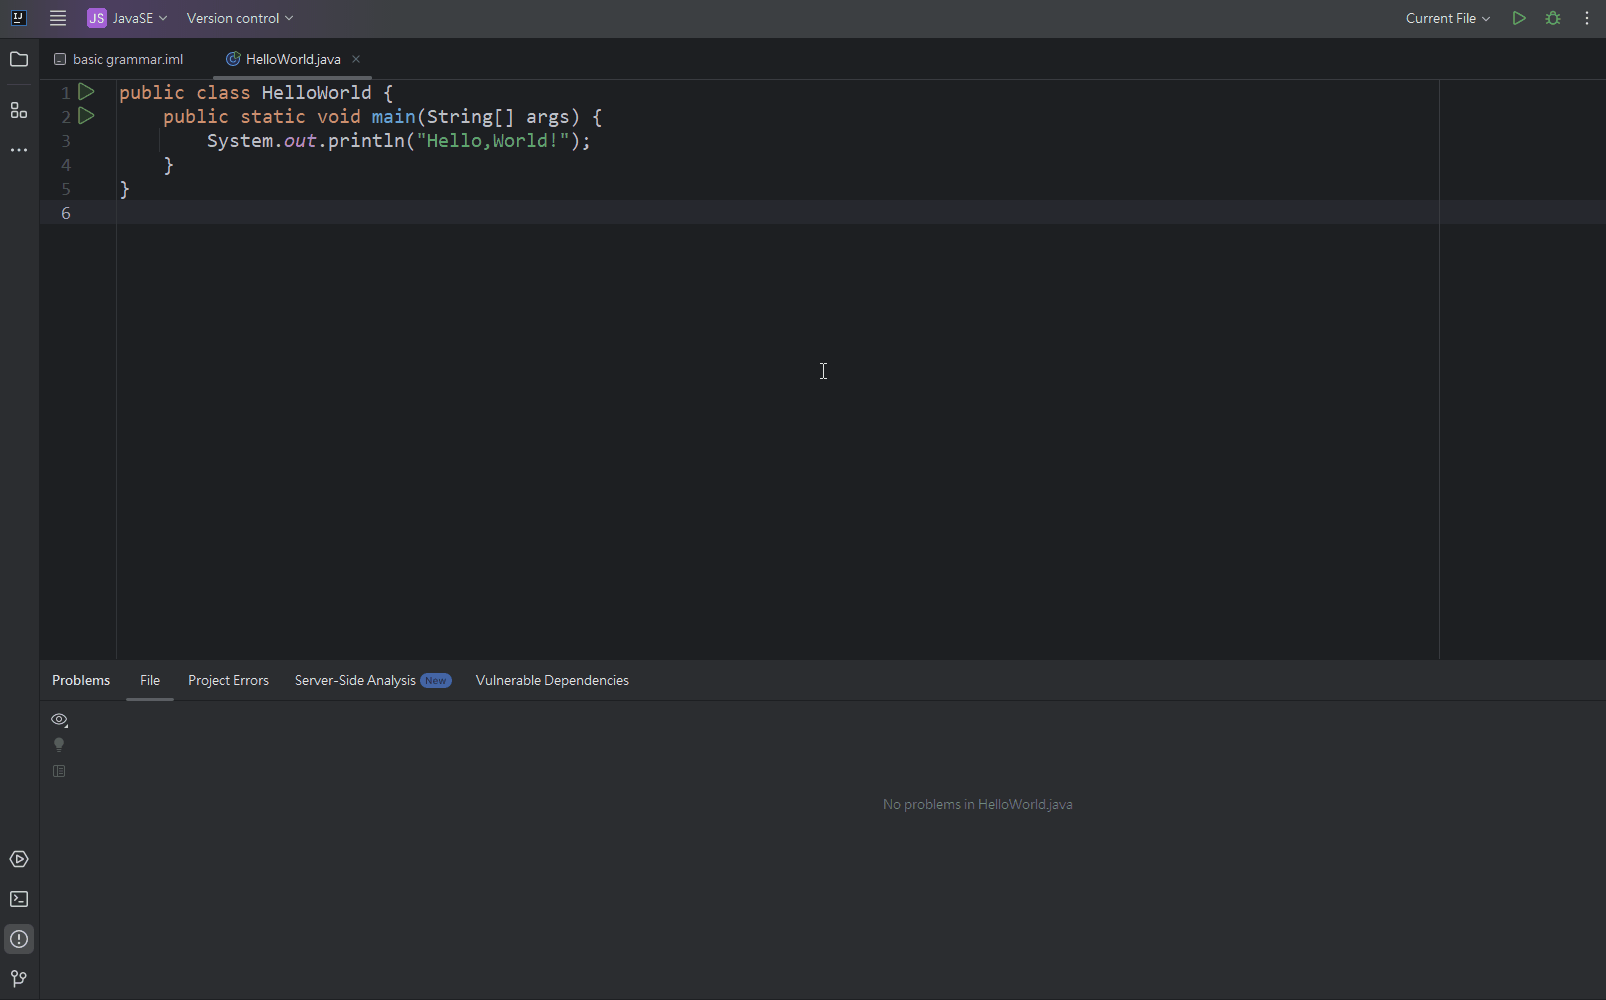 IJ JS JavaSE Version control Current File
basic grammar.iml HelloWorld.java
1 public class HelloWorld {
2     public static void main(String[] args) {
3         System.out.println("Hello,World!");
4     }
5 }
6
Problems File Project Errors Server-Side Analysis New Vulnerable Dependencies
No problems in HelloWorld.java